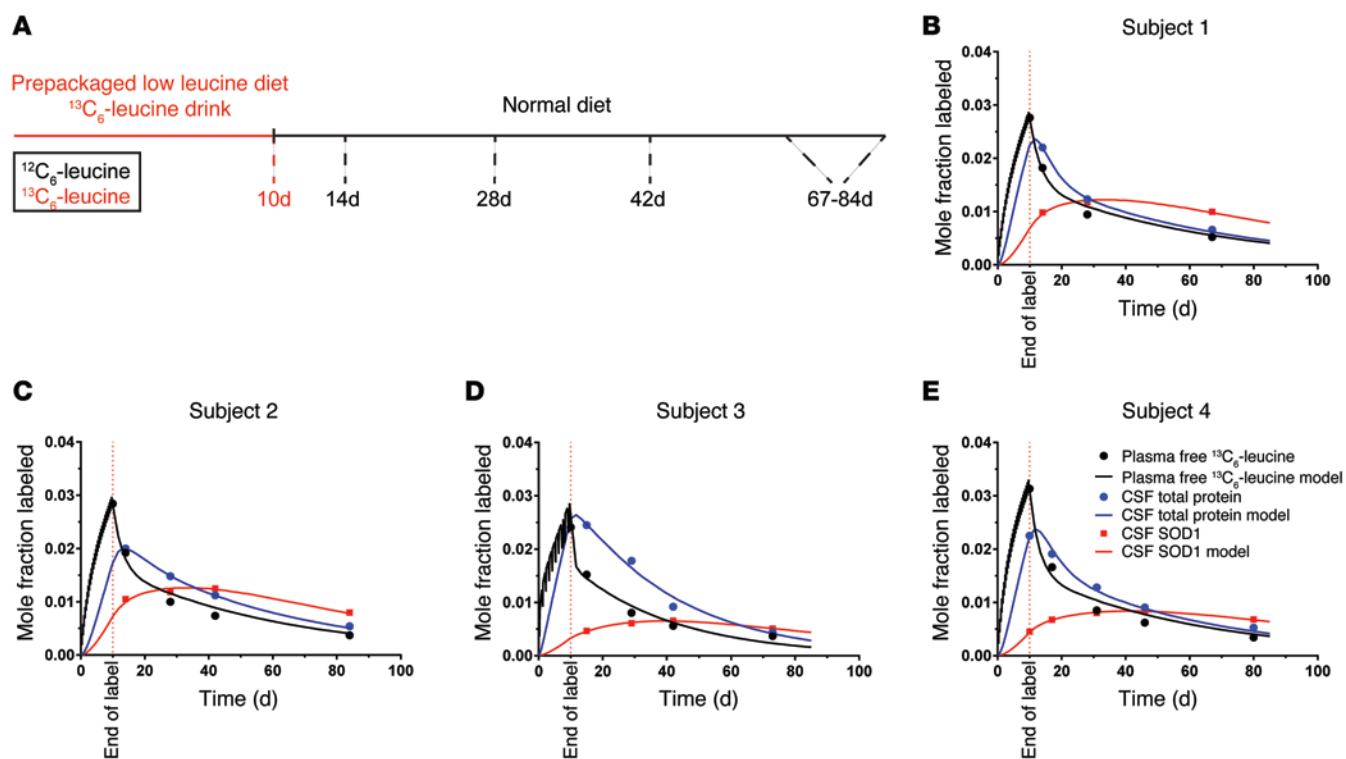 A
Prepackaged low leucine diet
¹³C₆-leucine drink
Normal diet
¹²C₆-leucine
¹³C₆-leucine
10d 14d 28d 42d 67-84d
B
Subject 1
Mole fraction labeled
0.04
0.03
0.02
0.01
0.00
0 20 40 60 80 100
End of label
Time (d)
C
Subject 2
Mole fraction labeled
0.04
0.03
0.02
0.01
0.00
0 20 40 60 80 100
End of label
Time (d)
D
Subject 3
Mole fraction labeled
0.04
0.03
0.02
0.01
0.00
0 20 40 60 80 100
End of label
Time (d)
E
Subject 4
Mole fraction labeled
0.04
0.03
0.02
0.01
0.00
0 20 40 60 80 100
End of label
Time (d)
Plasma free ¹³C₆-leucine
Plasma free ¹³C₆-leucine model
CSF total protein
CSF total protein model
CSF SOD1
CSF SOD1 model